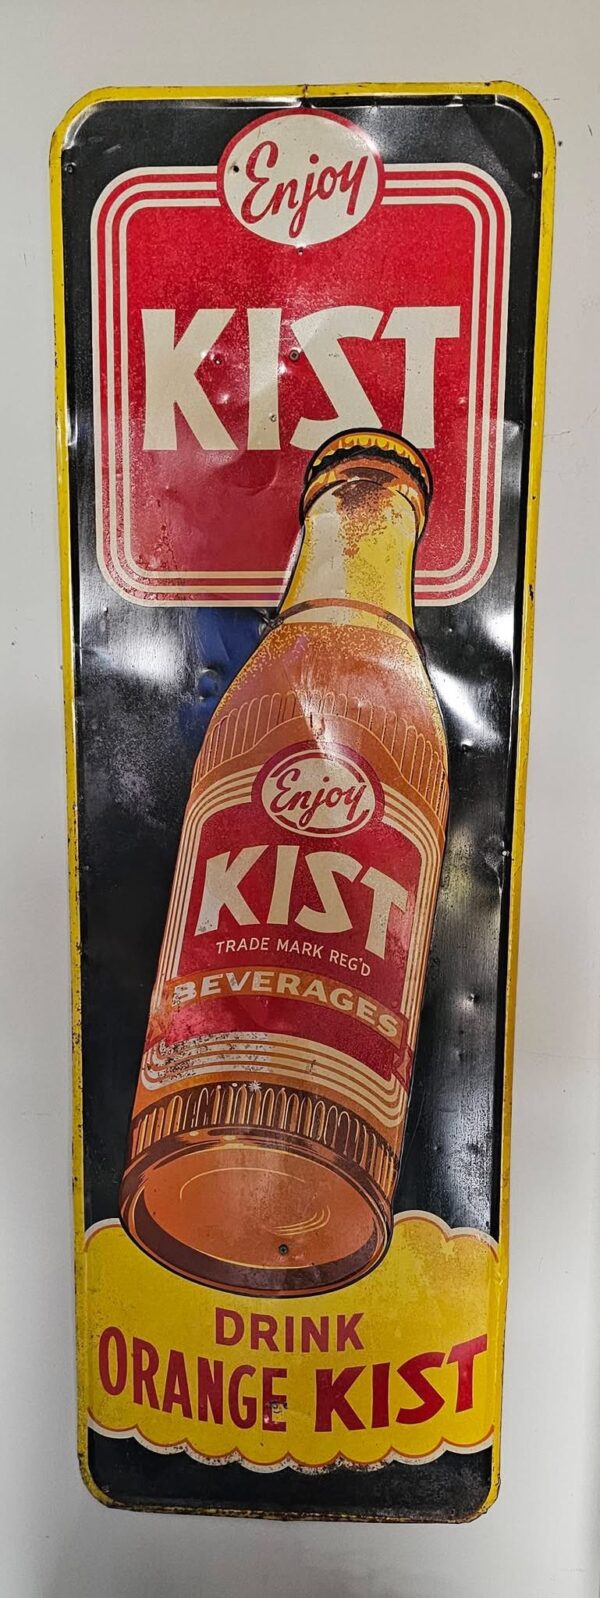 Enjoy
KIST
Enjoy
KIST
TRADE MARK REG'D
BEVERAGES
DRINK
ORANGE KIST